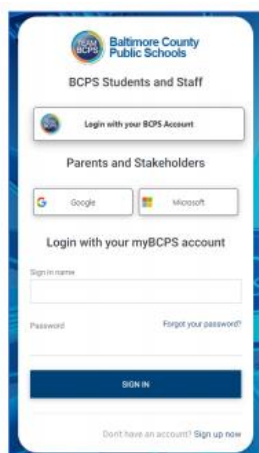 TEAM BCPS
Baltimore County
Public Schools
BCPS Students and Staff
Login with your BCPS Account
Parents and Stakeholders
Google Microsoft
Login with your myBCPS account
Sign in name
Password Forgot your password?
SIGN IN
Don't have an account? Sign up now